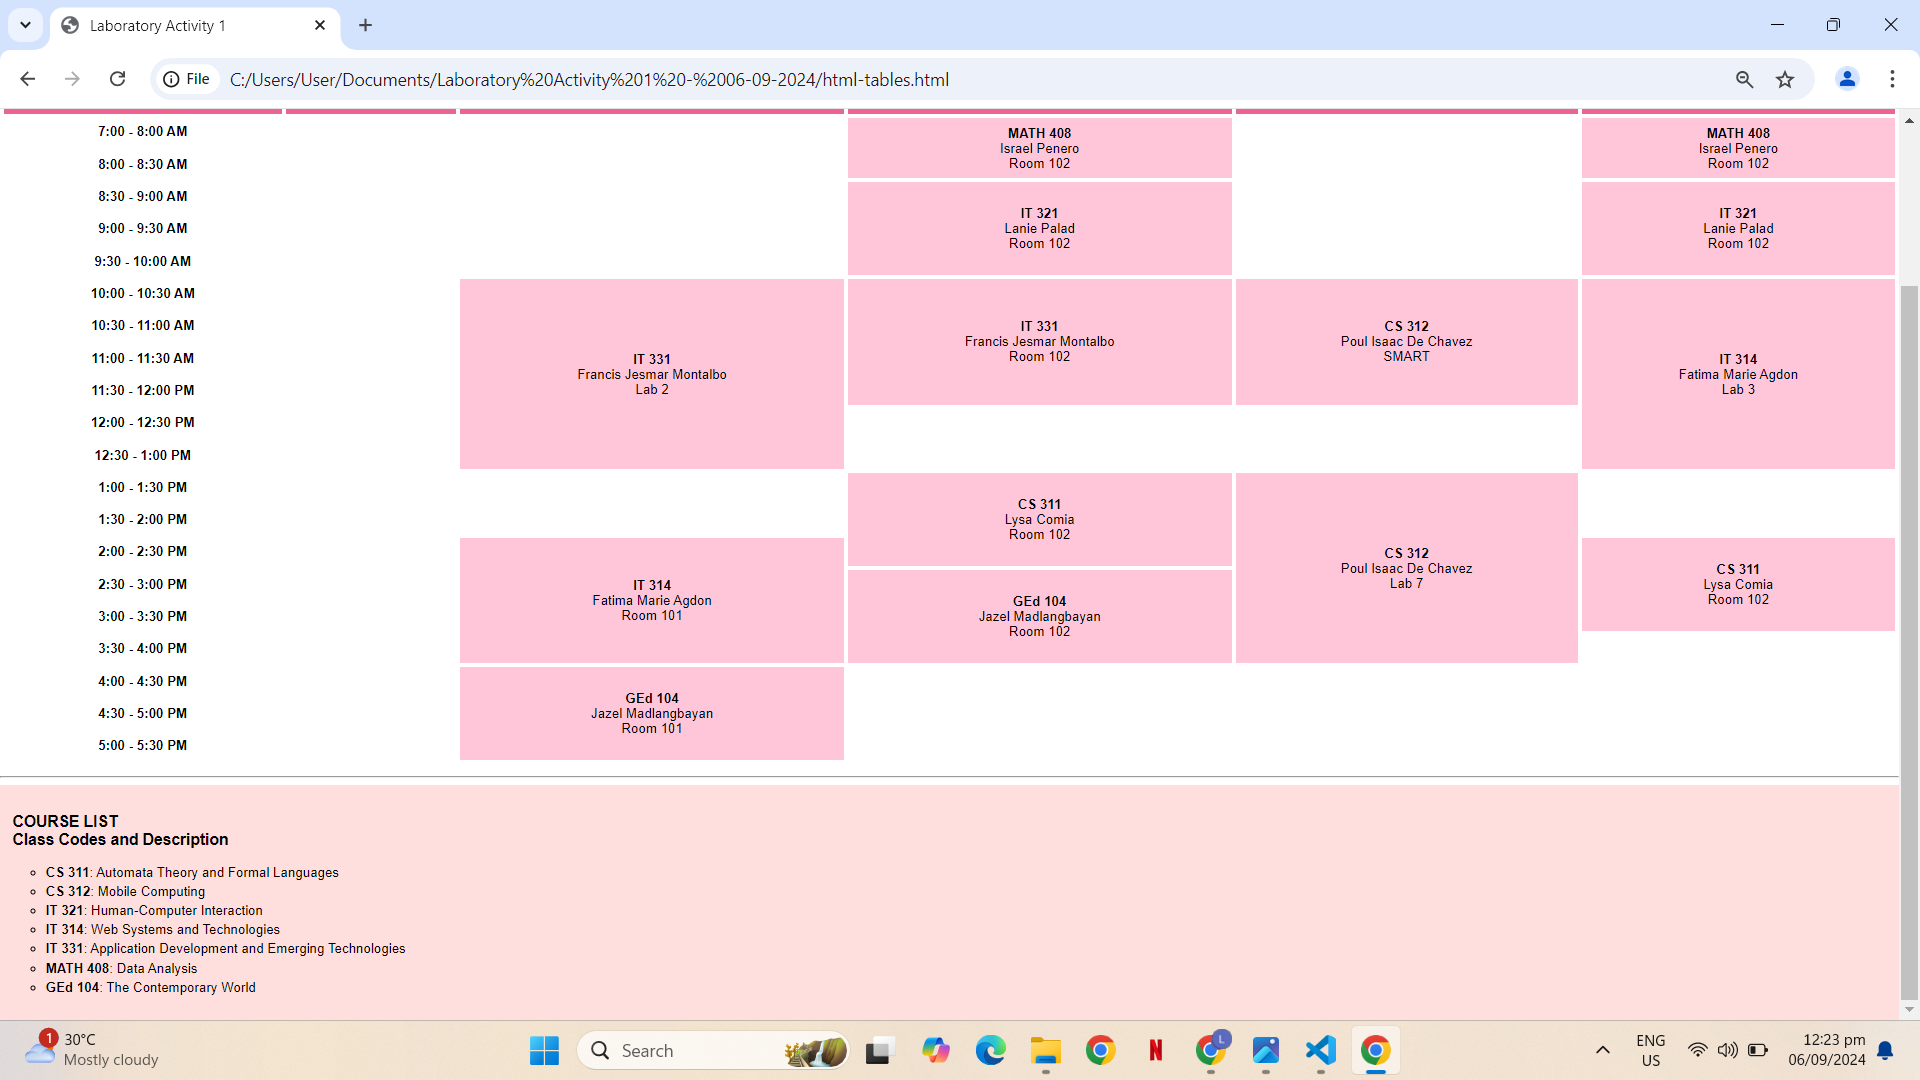 Laboratory Activity 1
File
C:/Users/User/Documents/Laboratory%20Activity%201%20-%2006-09-2024/html-tables.html
7:00 - 8:00 AM
8:00 - 8:30 AM
8:30 - 9:00 AM
9:00 - 9:30 AM
9:30 - 10:00 AM
10:00 - 10:30 AM
10:30 - 11:00 AM
11:00 - 11:30 AM
11:30 - 12:00 PM
12:00 - 12:30 PM
12:30 - 1:00 PM
1:00 - 1:30 PM
1:30 - 2:00 PM
2:00 - 2:30 PM
2:30 - 3:00 PM
3:00 - 3:30 PM
3:30 - 4:00 PM
4:00 - 4:30 PM
4:30 - 5:00 PM
5:00 - 5:30 PM
IT 331
Francis Jesmar Montalbo
Lab 2
IT 314
Fatima Marie Agdon
Room 101
GEd 104
Jazel Madlangbayan
Room 101
MATH 408
Israel Penero
Room 102
IT 321
Lanie Palad
Room 102
IT 331
Francis Jesmar Montalbo
Room 102
CS 311
Lysa Comia
Room 102
GEd 104
Jazel Madlangbayan
Room 102
CS 312
Poul Isaac De Chavez
SMART
CS 312
Poul Isaac De Chavez
Lab 7
MATH 408
Israel Penero
Room 102
IT 321
Lanie Palad
Room 102
IT 314
Fatima Marie Agdon
Lab 3
CS 311
Lysa Comia
Room 102
COURSE LIST
Class Codes and Description
CS 311: Automata Theory and Formal Languages
CS 312: Mobile Computing
IT 321: Human-Computer Interaction
IT 314: Web Systems and Technologies
IT 331: Application Development and Emerging Technologies
MATH 408: Data Analysis
GEd 104: The Contemporary World
1
30°C
Mostly cloudy
Search
N
L
ENG
US
12:23 pm
06/09/2024